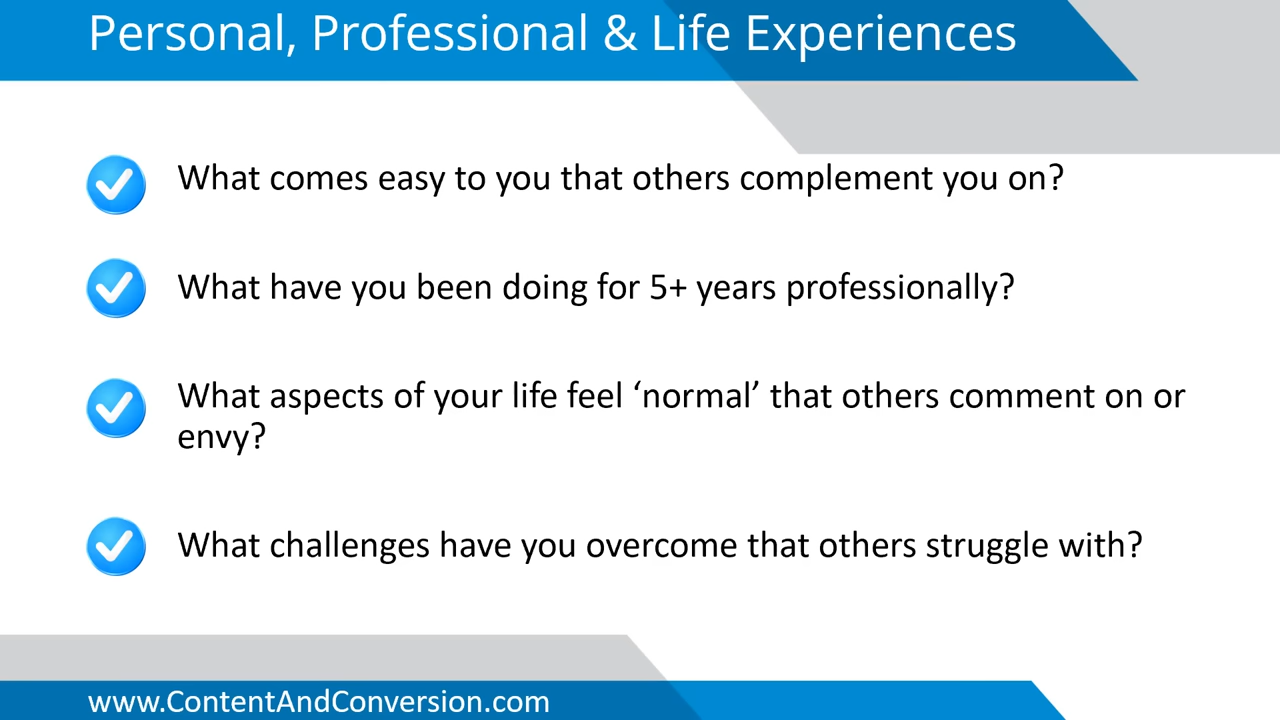 Personal, Professional & Life Experiences
What comes easy to you that others complement you on?
What have you been doing for 5+ years professionally?
What aspects of your life feel ‘normal’ that others comment on or
envy?
What challenges have you overcome that others struggle with?
www.ContentAndConversion.com